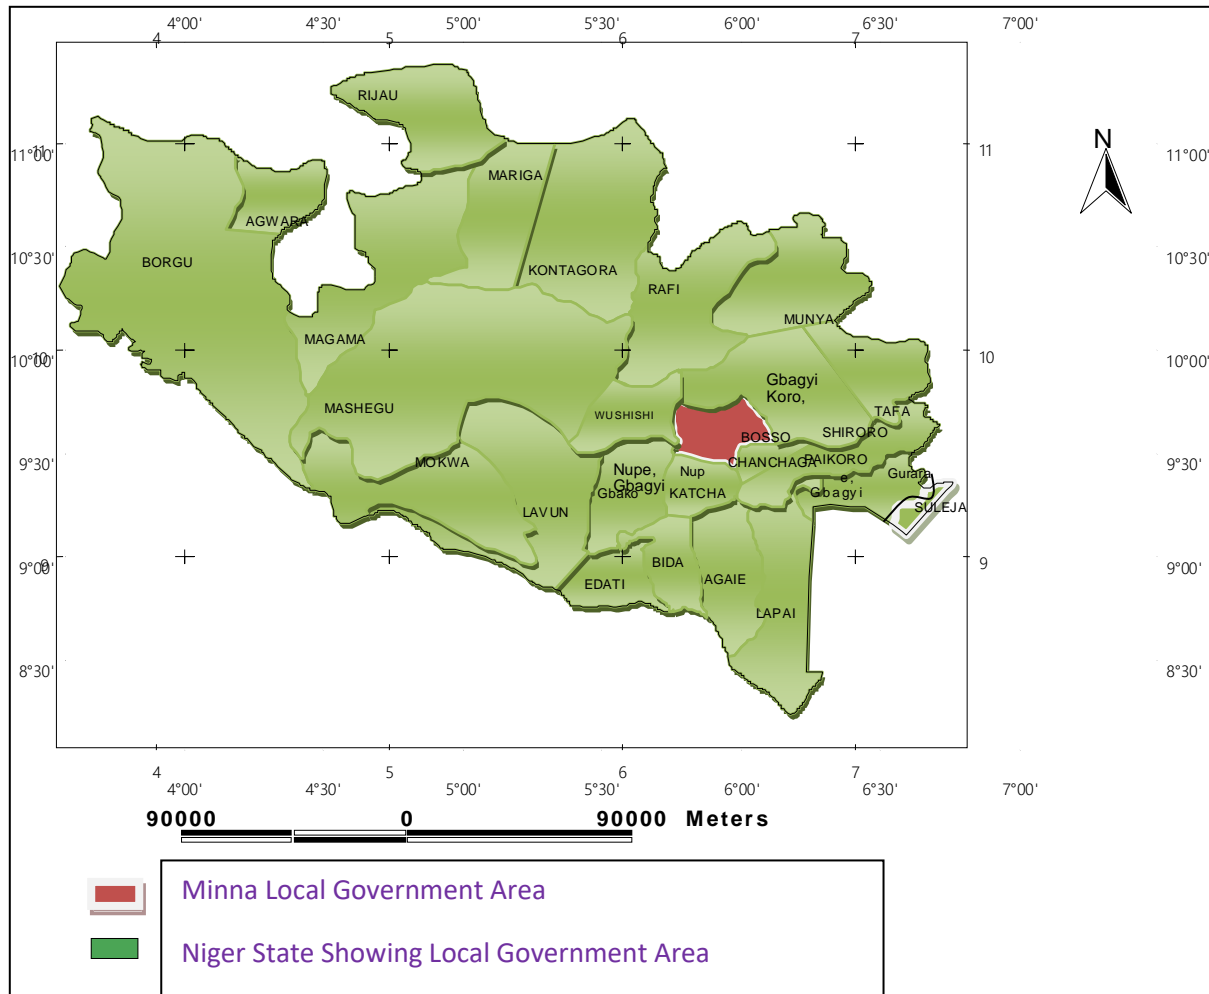 4°00' 4°30' 5°00' 5°30' 6°00' 6°30' 7°00'
4 5 6 7
RIJAU
N
11°00' 11 11 11°00'
MARIGA
AGWARA
10°30' BORGU KONTAGORA 10°30'
RAFI
MUNYA
MAGAMA
10°00' 10 10°00'
Gbagyi
Koro,
MASHEGU WUSHISHI TAFA
BOSSO SHIRORO
9°30' MOKWA CHANCHAGA PAIKORO 9°30'
Nupe, Nup Gurara
Gbagyi e,
Gbako KATCHA Gbagyi
LAVUN SULEJA
9°00' 9 9 9°00'
BIDA
EDATI AGAIE
LAPAI
8°30' 8°30'
4 5 6 7
4°00' 4°30' 5°00' 5°30' 6°00' 6°30' 7°00'
90000 0 90000 Meters
Minna Local Government Area
Niger State Showing Local Government Area